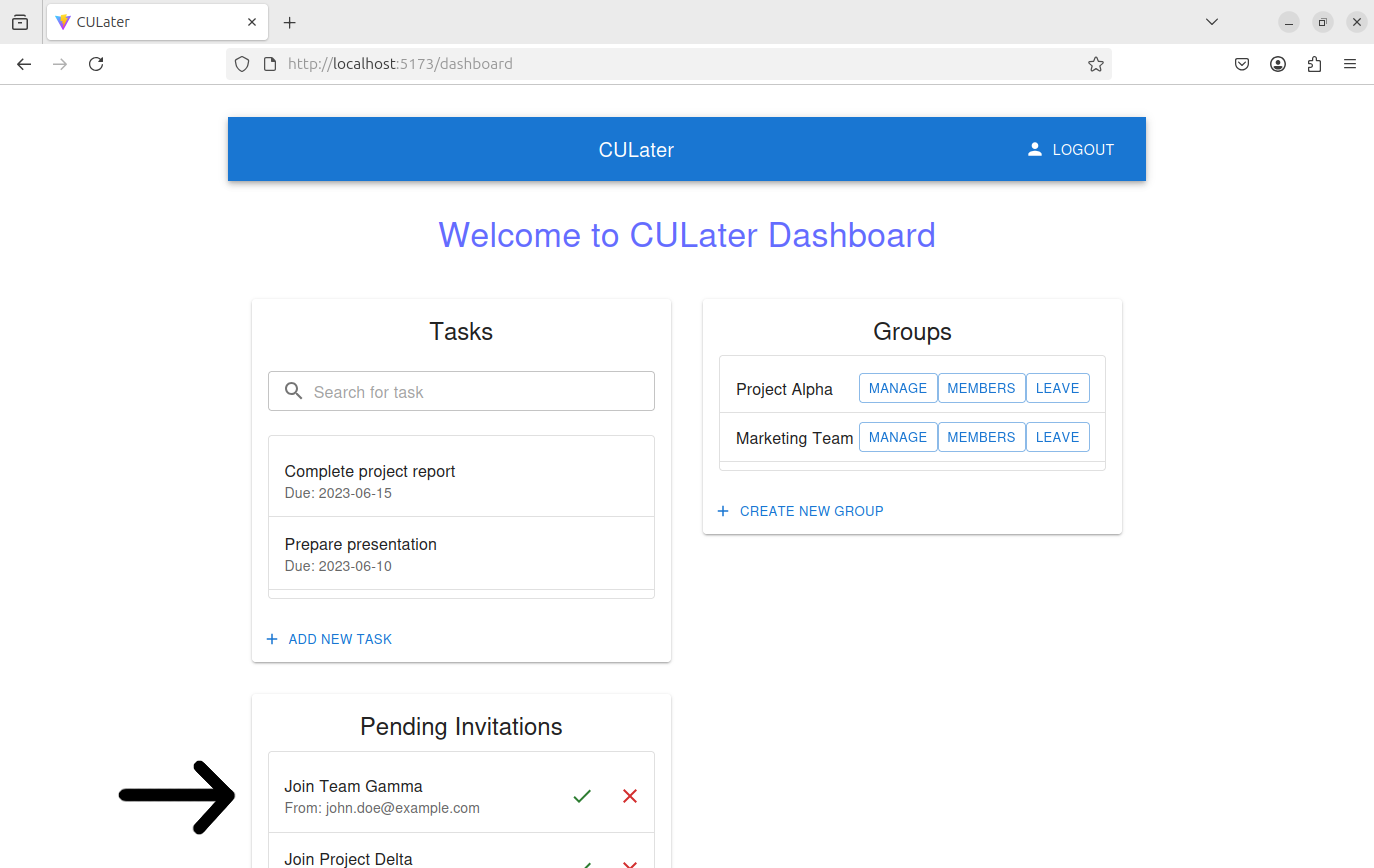 CULater
http://localhost:5173/dashboard
CULater
LOGOUT
Welcome to CULater Dashboard
Tasks
Search for task
Complete project report
Due: 2023-06-15
Prepare presentation
Due: 2023-06-10
+ ADD NEW TASK
Groups
Project Alpha MANAGE MEMBERS LEAVE
Marketing Team MANAGE MEMBERS LEAVE
+ CREATE NEW GROUP
Pending Invitations
Join Team Gamma
From: john.doe@example.com
Join Project Delta